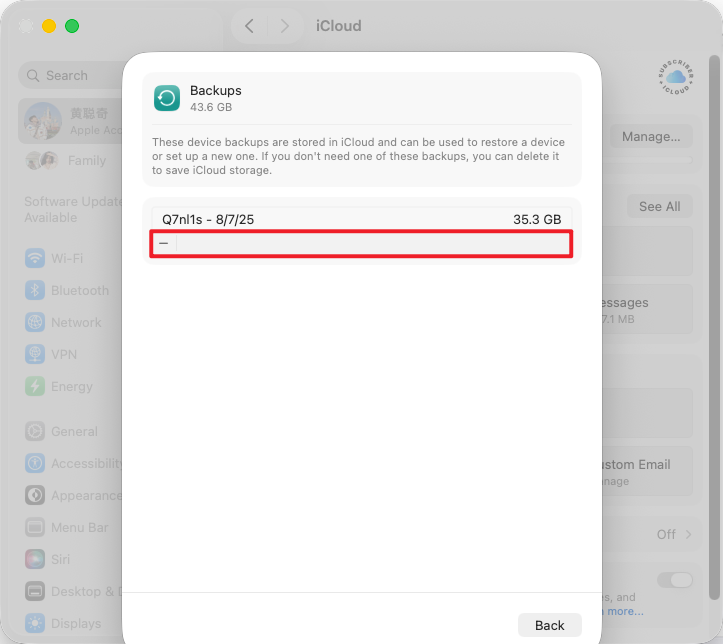 iCloud
Search
SUBSCRIBER
iCLOUD
黄聪奇
Apple Acc
Family
Software Update
Available
Wi-Fi
Bluetooth
Network
VPN
Energy
General
Accessibility
Appearance
Menu Bar
Siri
Desktop & D
Displays
Backups
43.6 GB
These device backups are stored in iCloud and can be used to restore a device
or set up a new one. If you don't need one of these backups, you can delete it
to save iCloud storage.
Q7nl1s - 8/7/25 35.3 GB
Back
Manage...
See All
essages
7.1 MB
ustom Email
nage
Off
s, and
more...